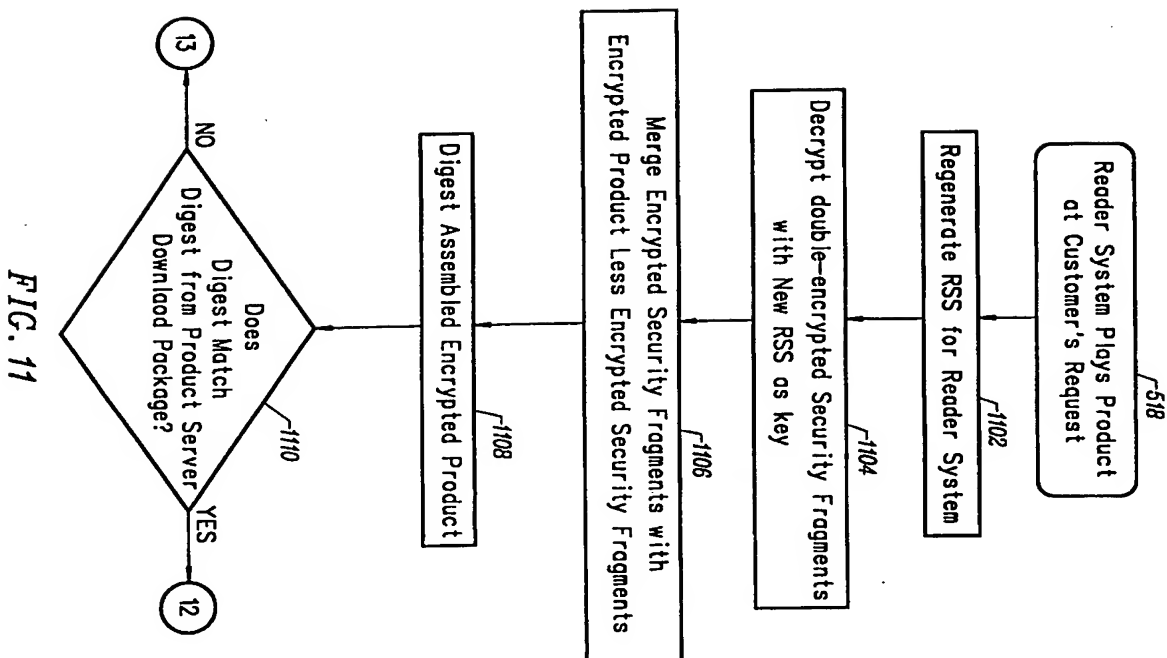 Reader System Plays Product
at Customer's Request
518
Regenerate RSS for Reader System
1102
Decrypt double-encrypted Security Fragments
with New RSS as key
1104
Merge Encrypted Security Fragments with
Encrypted Product Less Encrypted Security Fragments
1106
Digest Assembled Encrypted Product
1108
Does
Digest Match
Digest from Product Server
Downlaod Package?
1110
NO
13
YES
12
FIG. 11